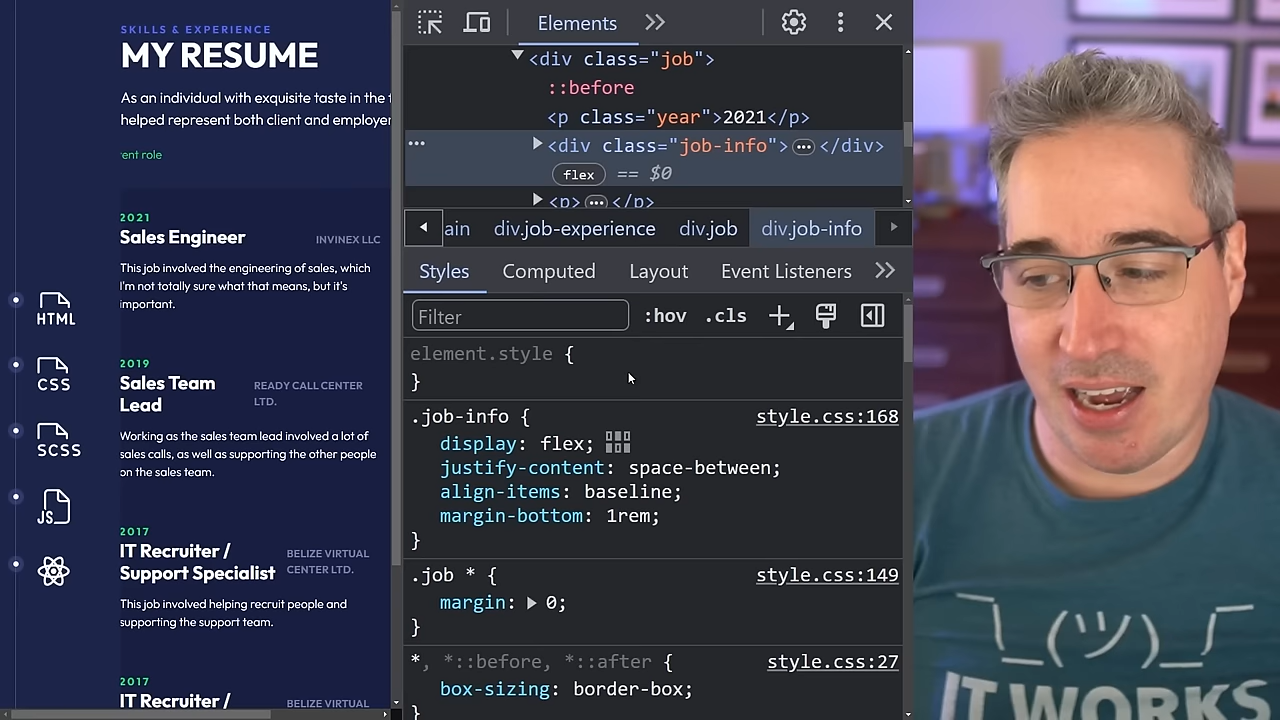 SKILLS & EXPERIENCE
MY RESUME
As an individual with exquisite taste in the
helped represent both client and employer
ent role
2021
Sales Engineer
INVINEX LLC
This job involved the engineering of sales, which
I'm not totally sure what that means, but it's
important.
HTML
2019
Sales Team
Lead
READY CALL CENTER
LTD.
CSS
Working as the sales team lead involved a lot of
sales calls, as well as supporting the other people
on the sales team.
SCSS
JS
2017
IT Recruiter /
Support Specialist
BELIZE VIRTUAL
CENTER LTD.
This job involved helping recruit people and
supporting the support team.
2017
IT Recruiter /
BELIZE VIRTUAL
Elements
<div class="job">
::before
<p class="year">2021</p>
<div class="job-info"> ••• </div>
flex == $0
<p> ••• </p>
ain div.job-experience div.job div.job-info
Styles Computed Layout Event Listeners
Filter :hov .cls
element.style {
}
.job-info { style.css:168
display: flex;
justify-content: space-between;
align-items: baseline;
margin-bottom: 1rem;
}
.job * { style.css:149
margin: 0;
}
*, *::before, *::after { style.css:27
box-sizing: border-box;
}
¯\_(ツ)_/¯
IT WORKS